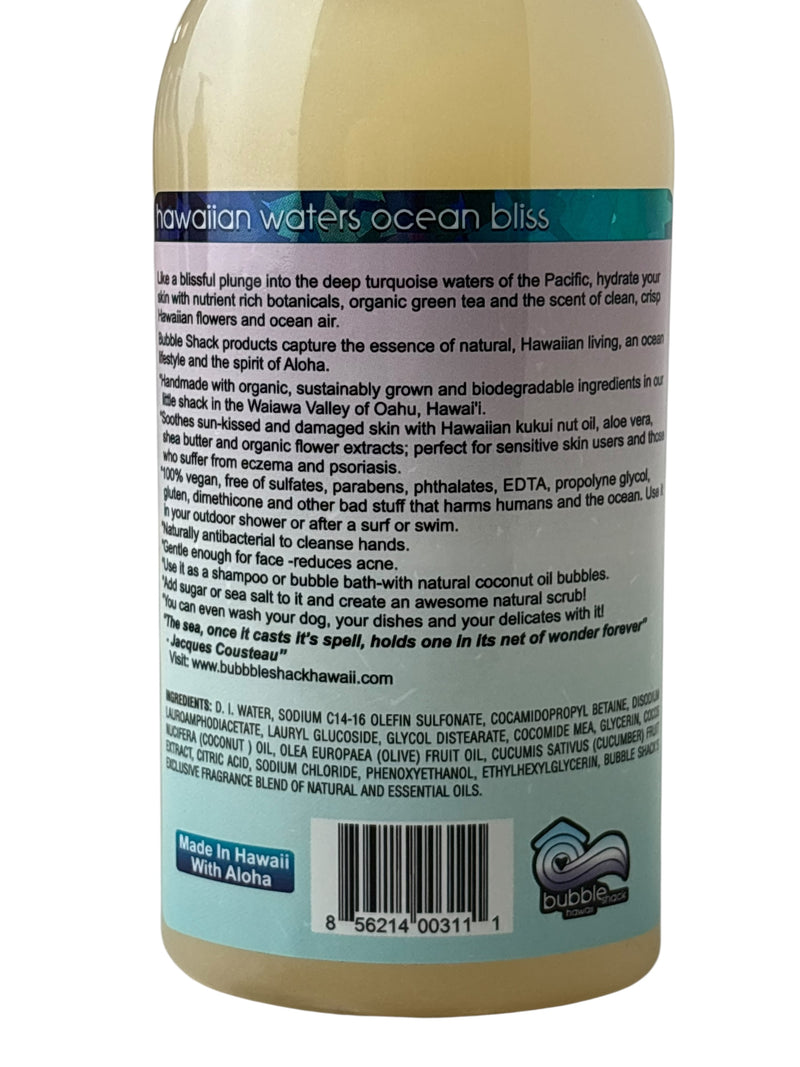 hawaiian waters ocean bliss
Like a blissful plunge into the deep turquoise waters of the Pacific, hydrate your
skin with nutrient rich botanicals, organic green tea and the scent of clean, crisp
Hawaiian flowers and ocean air.
Bubble Shack products capture the essence of natural, Hawaiian living, an ocean
lifestyle and the spirit of Aloha.
*Handmade with organic, sustainably grown and biodegradable ingredients in our
little shack in the Waiawa Valley of Oahu, Hawai'i.
*Soothes sun-kissed and damaged skin with Hawaiian kukui nut oil, aloe vera,
shea butter and organic flower extracts; perfect for sensitive skin users and those
who suffer from eczema and psoriasis.
*100% vegan, free of sulfates, parabens, phthalates, EDTA, propolyne glycol,
gluten, dimethicone and other bad stuff that harms humans and the ocean. Use it
in your outdoor shower or after a surf or swim.
*Naturally antibacterial to cleanse hands.
*Gentle enough for face -reduces acne.
*Use it as a shampoo or bubble bath-with natural coconut oil bubbles.
*Add sugar or sea salt to it and create an awesome natural scrub!
*You can even wash your dog, your dishes and your delicates with it!
"The sea, once it casts it's spell, holds one in its net of wonder forever"
- Jacques Cousteau"
Visit: www.bubbbleshackhawaii.com
INGREDIENTS: D. I. WATER, SODIUM C14-16 OLEFIN SULFONATE, COCAMIDOPROPYL BETAINE, DISODIUM
LAUROAMPHODIACETATE, LAURYL GLUCOSIDE, GLYCOL DISTEARATE, COCOMIDE MEA, GLYCERIN, COCOS
NUCIFERA (COCONUT ) OIL, OLEA EUROPAEA (OLIVE) FRUIT OIL, CUCUMIS SATIVUS (CUCUMBER) FRUIT
EXTRACT, CITRIC ACID, SODIUM CHLORIDE, PHENOXYETHANOL, ETHYLHEXYLGLYCERIN, BUBBLE SHACK'S
EXCLUSIVE FRAGRANCE BLEND OF NATURAL AND ESSENTIAL OILS.
Made In Hawaii
With Aloha
8 56214 00311 1
bubble shack
hawaii